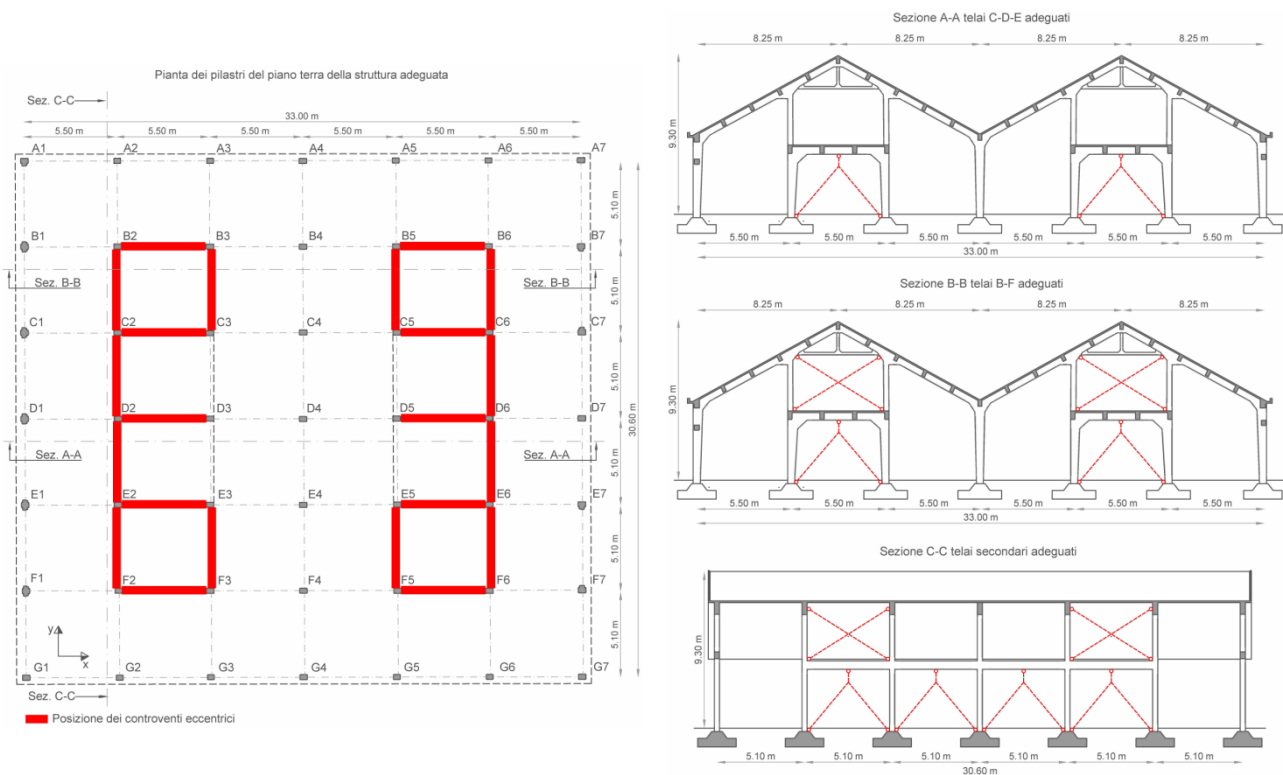 Pianta dei pilastri del piano terra della struttura adeguata
Sez. C-C
33.00 m
5.50 m 5.50 m 5.50 m 5.50 m 5.50 m 5.50 m
A1 A2 A3 A4 A5 A6 A7
5.10 m
B1 B2 B3 B4 B5 B6 B7
Sez. B-B Sez. B-B
5.10 m
C1 C2 C3 C4 C5 C6 C7
5.10 m
D1 D2 D3 D4 D5 D6 D7
30.60 m
Sez. A-A Sez. A-A
5.10 m
E1 E2 E3 E4 E5 E6 E7
5.10 m
F1 F2 F3 F4 F5 F6 F7
5.10 m
y
x
G1 G2 G3 G4 G5 G6 G7
Sez. C-C
Posizione dei controventi eccentrici
Sezione A-A telai C-D-E adeguati
8.25 m 8.25 m 8.25 m 8.25 m
9.30 m
5.50 m 5.50 m 5.50 m 5.50 m 5.50 m 5.50 m
33.00 m
Sezione B-B telai B-F adeguati
8.25 m 8.25 m 8.25 m 8.25 m
9.30 m
5.50 m 5.50 m 5.50 m 5.50 m 5.50 m 5.50 m
33.00 m
Sezione C-C telai secondari adeguati
9.30 m
5.10 m 5.10 m 5.10 m 5.10 m 5.10 m 5.10 m
30.60 m